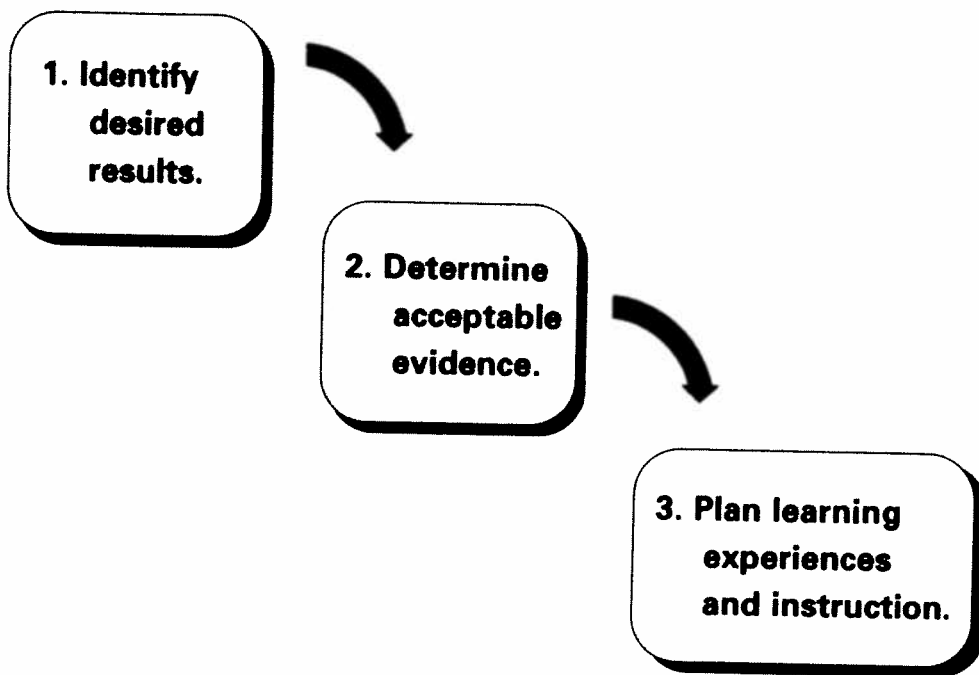 1. Identify
desired
results.
2. Determine
acceptable
evidence.
3. Plan learning
experiences
and instruction.